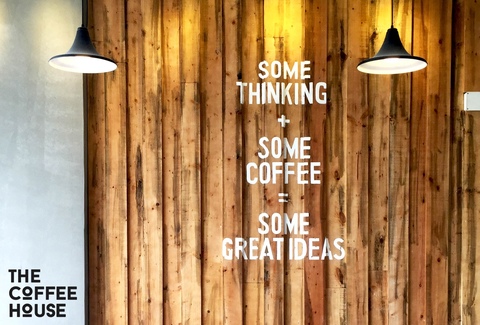 SOME
THINKING
+
SOME
COFFEE
=
SOME
GREAT IDEAS
THE
COFFEE
HOUSE